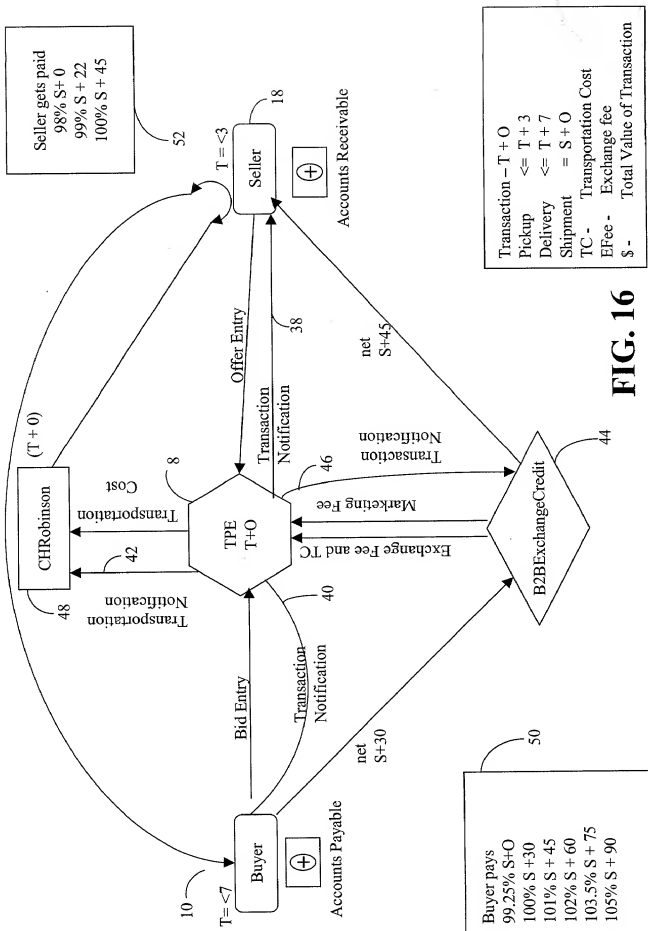 Seller gets paid
98% S+ 0
99% S + 22
100% S + 45
52
T = <3
18
Seller
Accounts Receivable
(T + 0)
CHRobinson
48
Transportation
Notification
42
Transportation
Cost
8
TPE
T+O
Offer Entry
38
Transaction
Notification
46
Transaction
Notification
Marketing Fee
Exchange Fee and TC
40
Bid Entry
Transaction
Notification
10
T= <7
Buyer
Accounts Payable
net
S+30
net
S+45
B2BExchangeCredit
44
50
Buyer pays
99.25% S+O
100% S +30
101% S + 45
102% S + 60
103.5% S + 75
105% S + 90
Transaction – T + O
Pickup <= T + 3
Delivery <= T + 7
Shipment = S + O
TC - Transportation Cost
EFee - Exchange fee
$ - Total Value of Transaction
FIG. 16